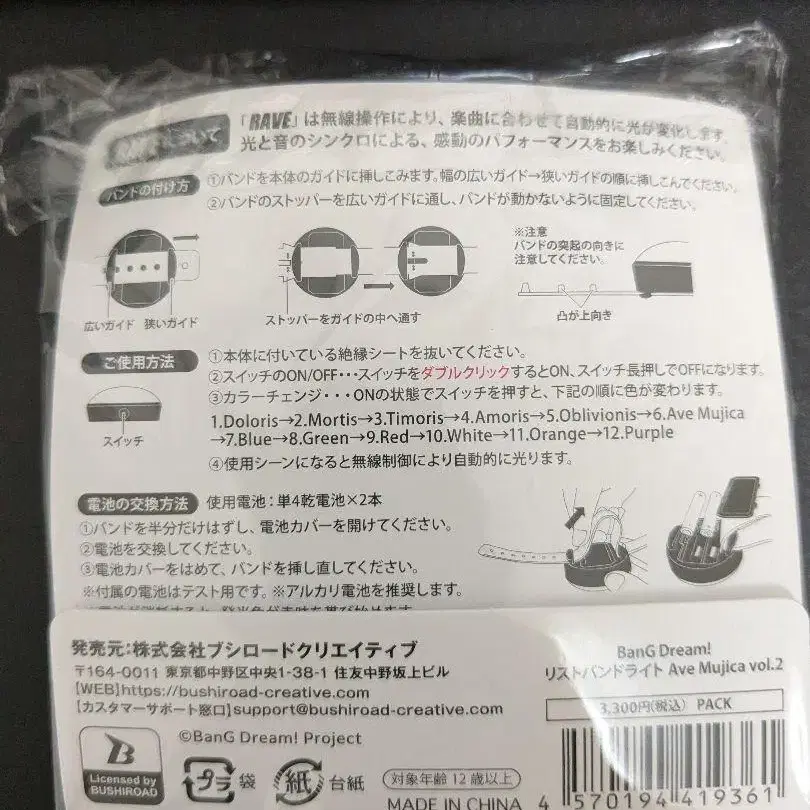 「RAVE」は無線操作により、楽曲に合わせて自動的に光が変化します。
について
光と音のシンクロによる、感動のパフォーマンスをお楽しみください。
バンドの付け方
①バンドを本体のガイドに挿しこみます。幅の広いガイド→狭いガイドの順に挿しこんでください。
②バンドのストッパーを広いガイドに通し、バンドが動かないように固定してください。
※注意
バンドの突起の向きに
注意してください。
広いガイド 狭いガイド
ストッパーをガイドの中へ通す
凸が上向き
ご使用方法
①本体に付いている絶縁シートを抜いてください。
②スイッチのON/OFF・・・スイッチをダブルクリックするとON、スイッチ長押しでOFFになります。
③カラーチェンジ・・・ONの状態でスイッチを押すと、下記の順に色が変わります。
スイッチ
1.Doloris→2.Mortis→3.Timoris→4.Amoris→5.Oblivionis→6.Ave Mujica
→7.Blue→8.Green→9.Red→10.White→11.Orange→12.Purple
④使用シーンになると無線制御により自動的に光ります。
電池の交換方法
使用電池：単4乾電池×2本
①バンドを半分だけはずし、電池カバーを開けてください。
②電池を交換してください。
③電池カバーをはめて、バンドを挿し直してください。
※付属の電池はテスト用です。※アルカリ電池を推奨します。
発売元：株式会社ブシロードクリエイティブ
〒164-0011 東京都中野区中央1-38-1 住友中野坂上ビル
【WEB】https://bushiroad-creative.com
【カスタマーサポート窓口】support@bushiroad-creative.com
BanG Dream!
リストバンドライト Ave Mujica vol.2
3,300円(税込) PACK
©BanG Dream! Project
B
Licensed by
BUSHIROAD
プラ 袋
紙 台紙
対象年齢12歳以上
MADE IN CHINA
4 570194 419361